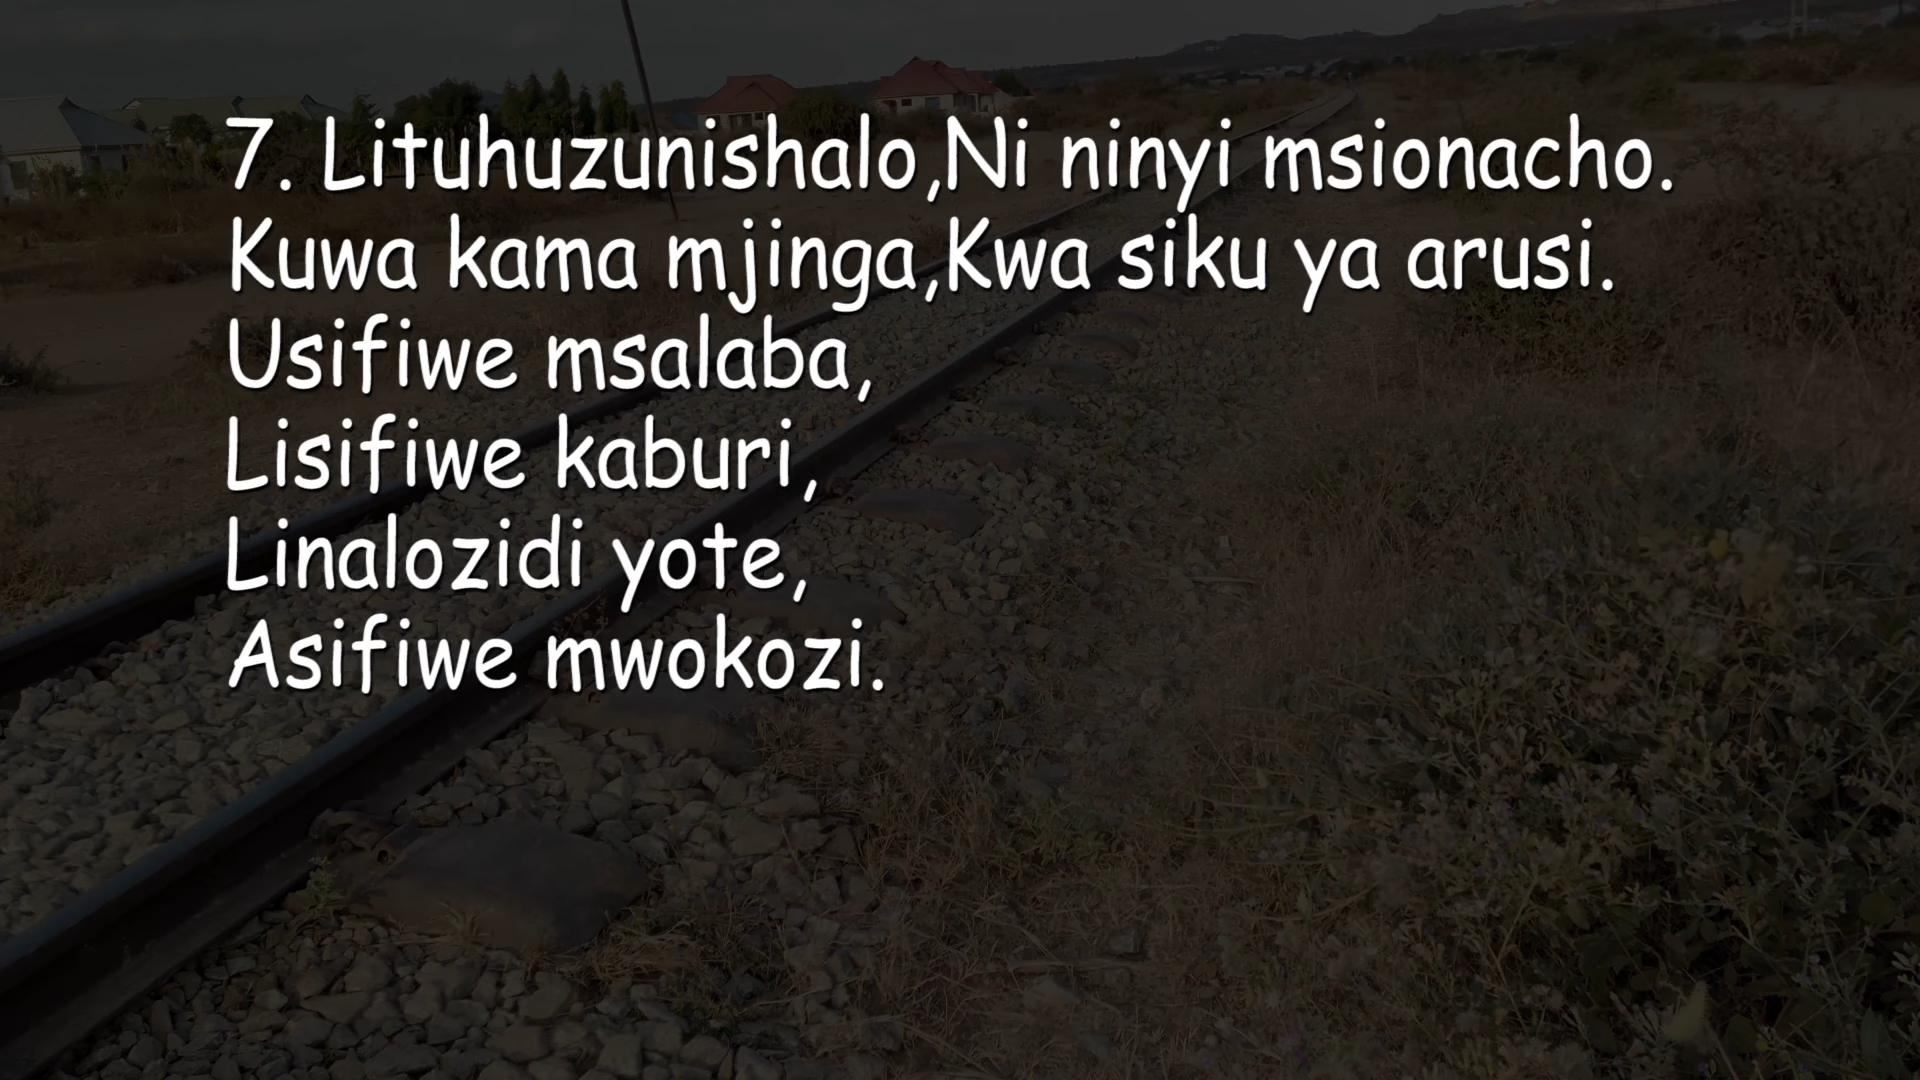 7. Lituhuzunishalo,Ni ninyi msionacho.
Kuwa kama mjinga,Kwa siku ya arusi.
Usifiwe msalaba,
Lisifiwe kaburi,
Linalozidi yote,
Asifiwe mwokozi.